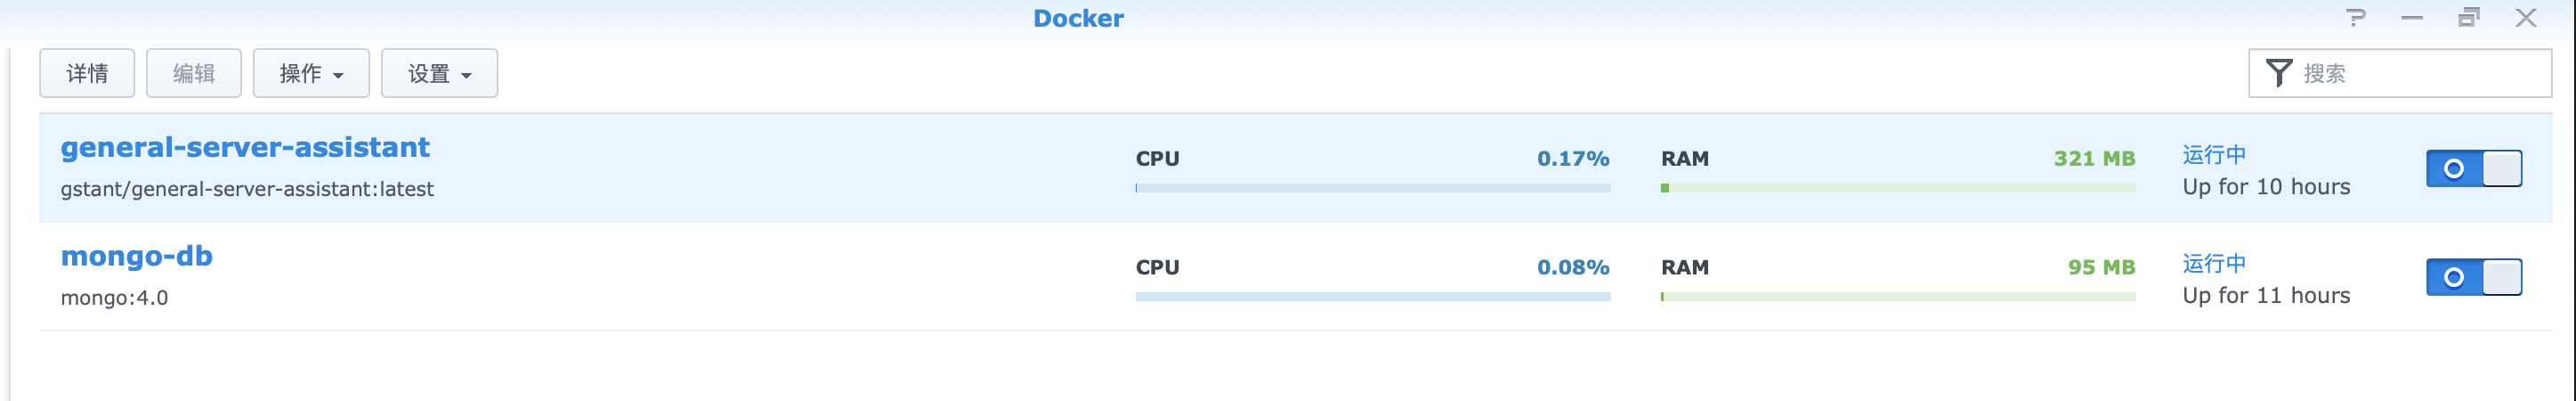 Docker
详情 编辑 操作 设置 搜索
general-server-assistant
gstant/general-server-assistant:latest
CPU 0.17% RAM 321 MB 运行中
Up for 10 hours
mongo-db
mongo:4.0
CPU 0.08% RAM 95 MB 运行中
Up for 11 hours